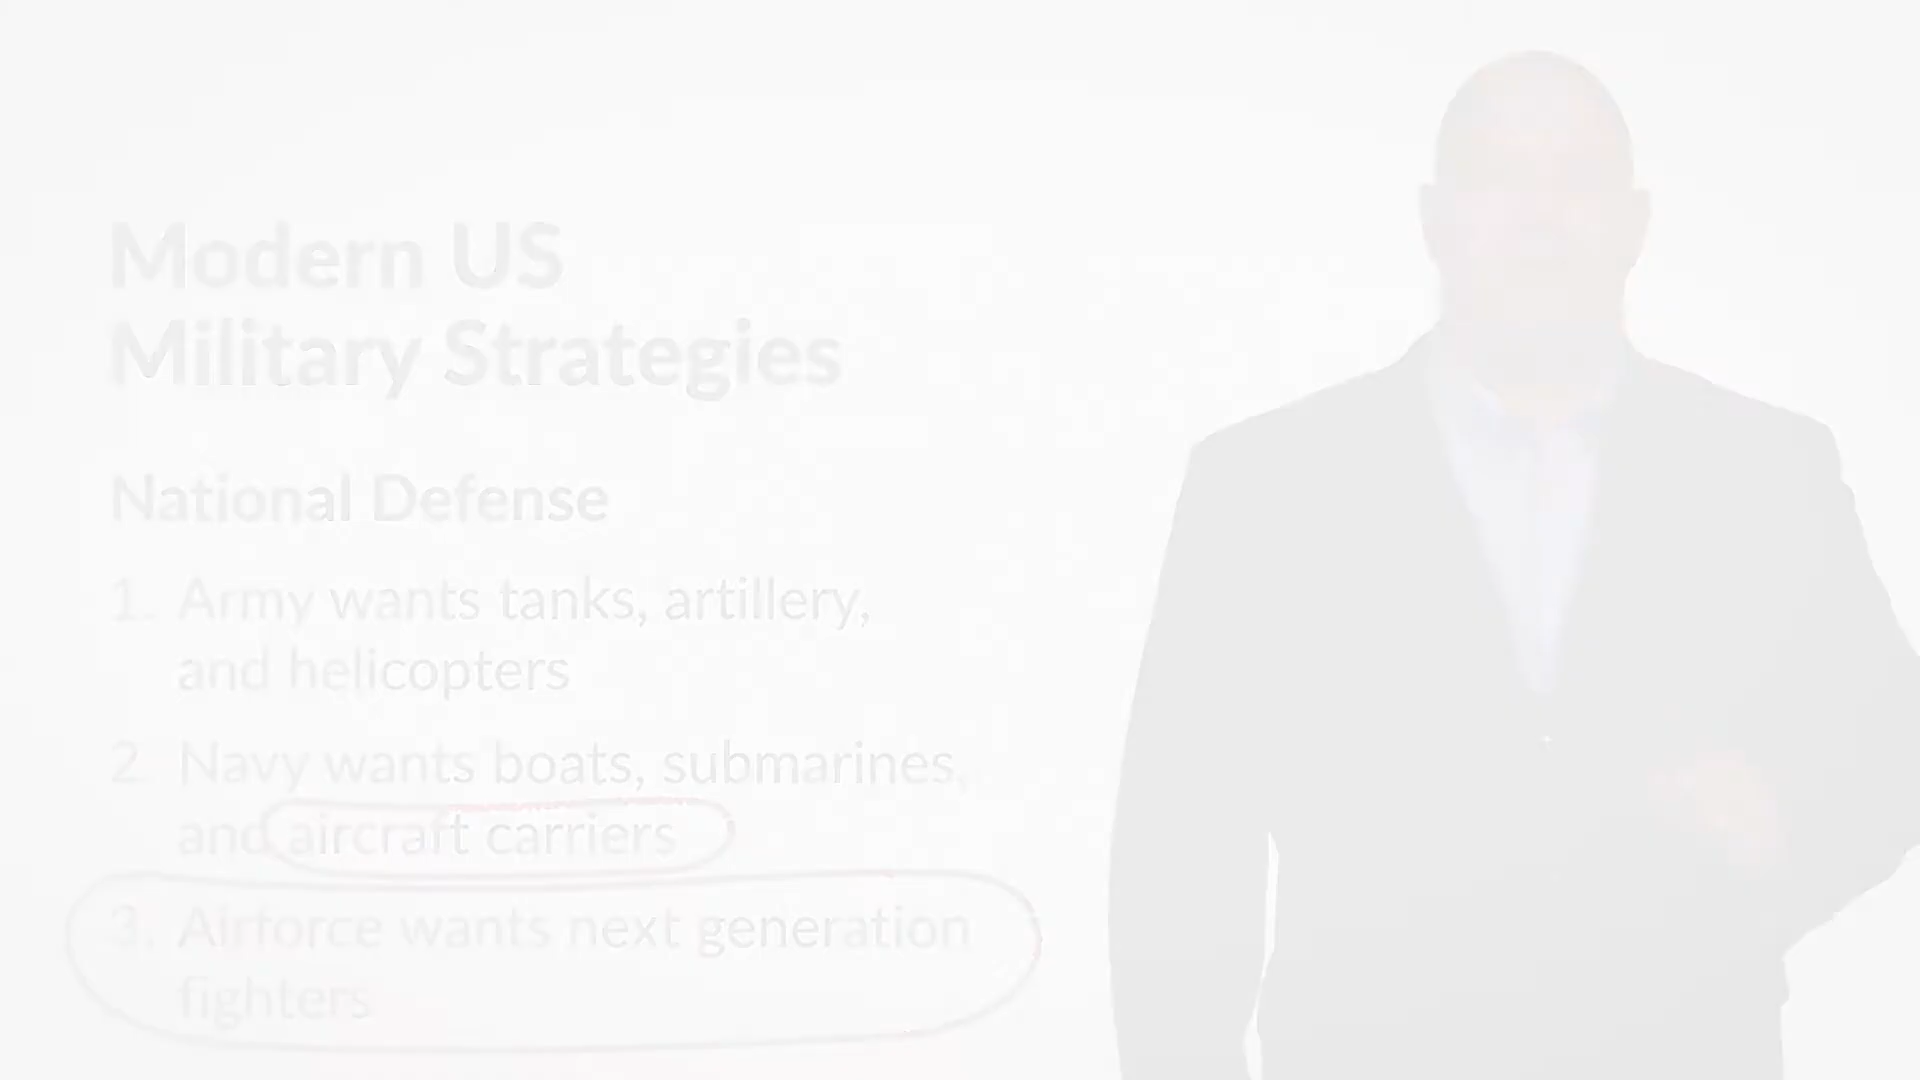 Modern US
Military Strategies
National Defense
1. Army wants tanks, artillery,
and helicopters
2. Navy wants boats, submarines,
and aircraft carriers
3. Airforce wants next generation
fighters